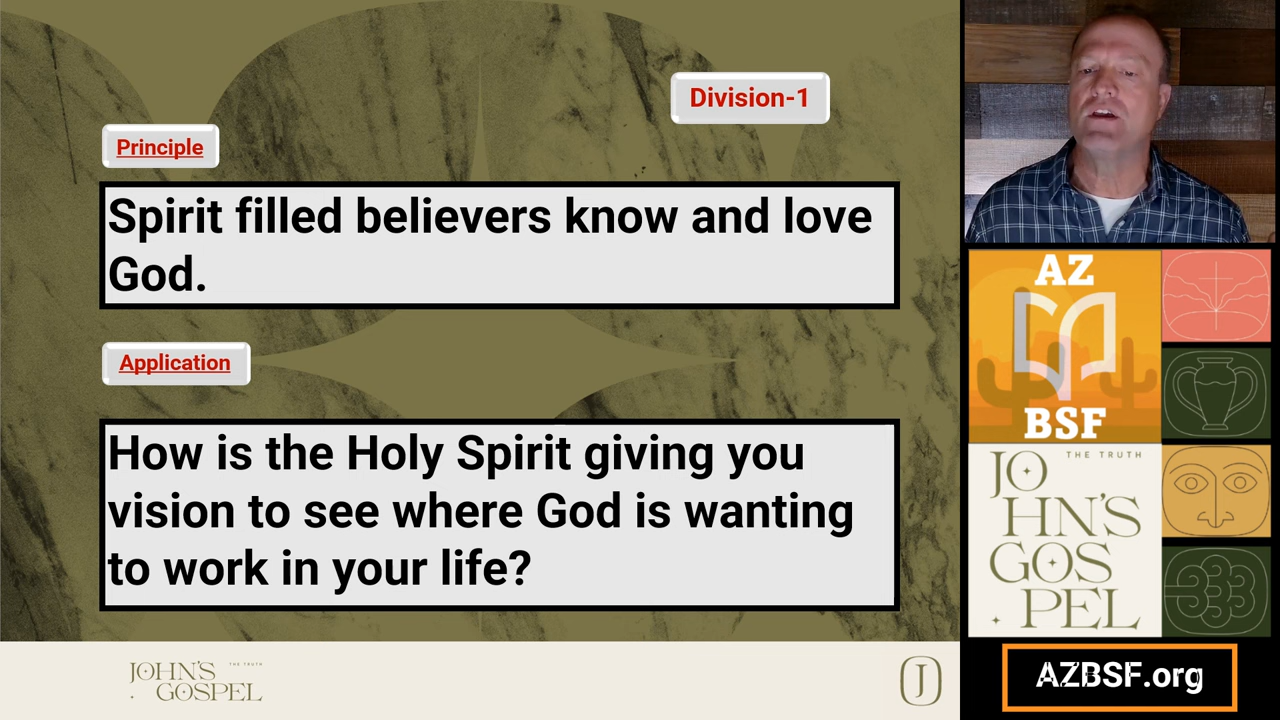 Division-1
Principle
Spirit filled believers know and love
God.
Application
How is the Holy Spirit giving you
vision to see where God is wanting
to work in your life?
JOHN'S THE TRUTH
GOSPEL
J
AZ
BSF
THE TRUTH
JO
HN'S
GOS
PEL
AZBSF.org